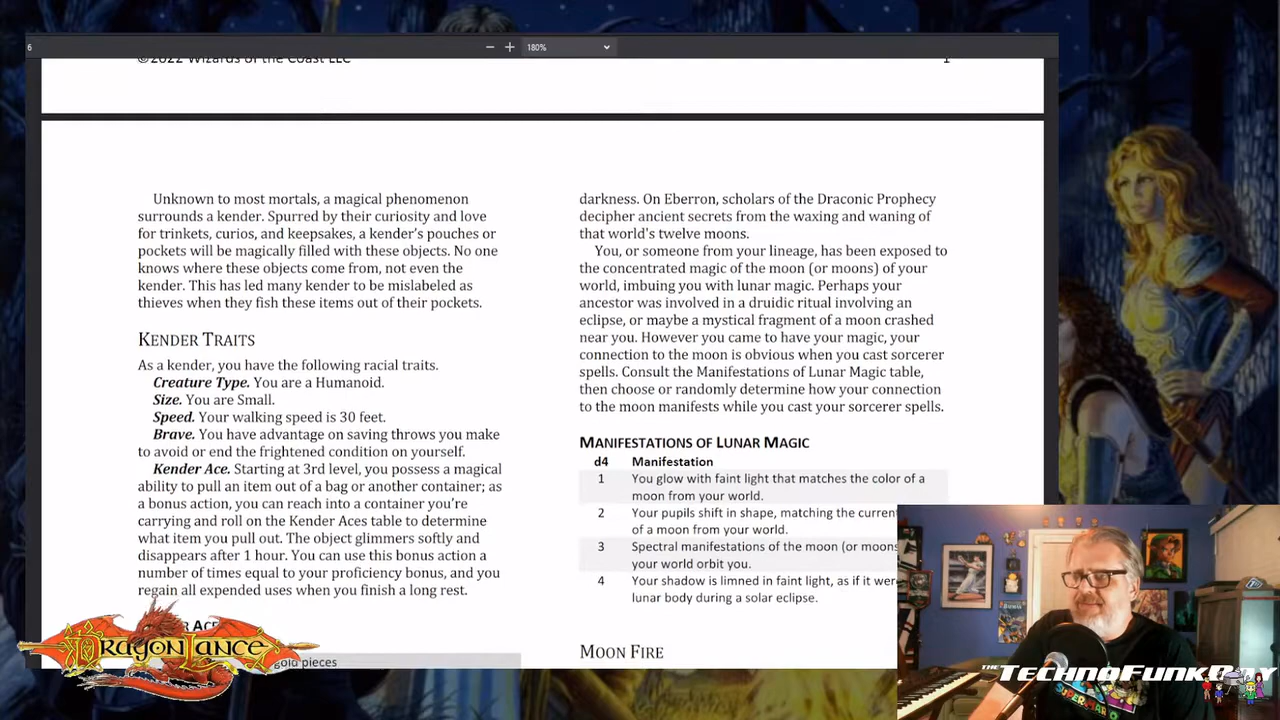 6
180%
©2022 Wizards of the Coast LLC
1
Unknown to most mortals, a magical phenomenon
surrounds a kender. Spurred by their curiosity and love
for trinkets, curios, and keepsakes, a kender's pouches or
pockets will be magically filled with these objects. No one
knows where these objects come from, not even the
kender. This has led many kender to be mislabeled as
thieves when they fish these items out of their pockets.
KENDER TRAITS
As a kender, you have the following racial traits.
Creature Type. You are a Humanoid.
Size. You are Small.
Speed. Your walking speed is 30 feet.
Brave. You have advantage on saving throws you make
to avoid or end the frightened condition on yourself.
Kender Ace. Starting at 3rd level, you possess a magical
ability to pull an item out of a bag or another container; as
a bonus action, you can reach into a container you're
carrying and roll on the Kender Aces table to determine
what item you pull out. The object glimmers softly and
disappears after 1 hour. You can use this bonus action a
number of times equal to your proficiency bonus, and you
regain all expended uses when you finish a long rest.
gold pieces
darkness. On Eberron, scholars of the Draconic Prophecy
decipher ancient secrets from the waxing and waning of
that world's twelve moons.
You, or someone from your lineage, has been exposed to
the concentrated magic of the moon (or moons) of your
world, imbuing you with lunar magic. Perhaps your
ancestor was involved in a druidic ritual involving an
eclipse, or maybe a mystical fragment of a moon crashed
near you. However you came to have your magic, your
connection to the moon is obvious when you cast sorcerer
spells. Consult the Manifestations of Lunar Magic table,
then choose or randomly determine how your connection
to the moon manifests while you cast your sorcerer spells.
MANIFESTATIONS OF LUNAR MAGIC
d4 Manifestation
1 You glow with faint light that matches the color of a
moon from your world.
2 Your pupils shift in shape, matching the current
of a moon from your world.
3 Spectral manifestations of the moon (or moons
your world orbit you.
4 Your shadow is limned in faint light, as if it were
lunar body during a solar eclipse.
MOON FIRE
DRAGONLANCE
THE TECHNOFUNKBOY
SUPER MARIO